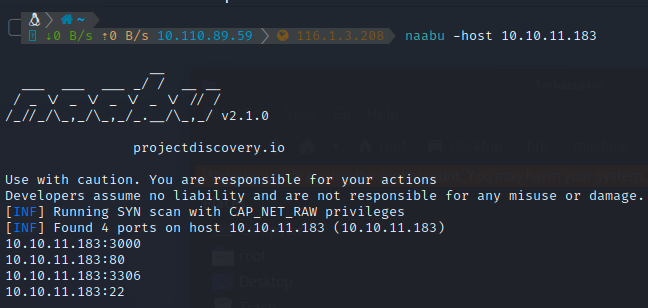 ~
↓0 B/s ↑0 B/s 10.110.89.59 116.1.3.208 naabu -host 10.10.11.183
naabu v2.1.0
projectdiscovery.io
Use with caution. You are responsible for your actions
Developers assume no liability and are not responsible for any misuse or damage.
[INF] Running SYN scan with CAP_NET_RAW privileges
[INF] Found 4 ports on host 10.10.11.183 (10.10.11.183)
10.10.11.183:3000
10.10.11.183:80
10.10.11.183:3306
10.10.11.183:22
root
Desktop